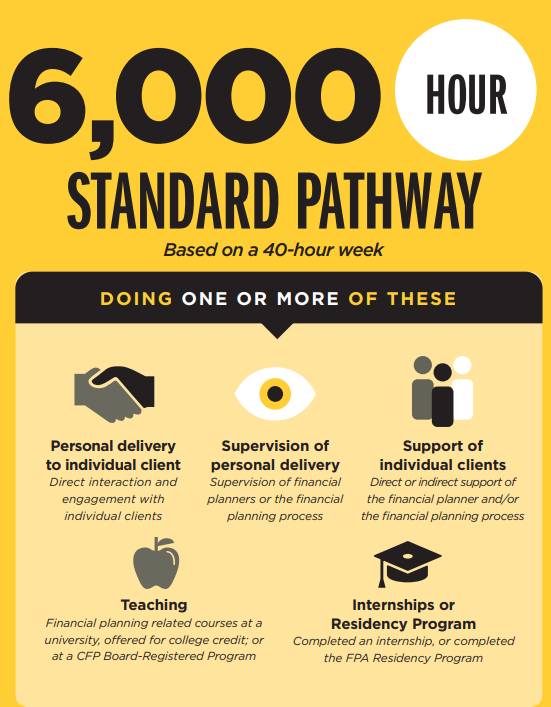 6,000 HOUR
STANDARD PATHWAY
Based on a 40-hour week
DOING ONE OR MORE OF THESE
Personal delivery
to individual client
Direct interaction and
engagement with
individual clients
Supervision of
personal delivery
Supervision of financial
planners or the financial
planning process
Support of
individual clients
Direct or indirect support of
the financial planner and/or
the financial planning process
Teaching
Financial planning related courses at a
university, offered for college credit; or
at a CFP Board-Registered Program
Internships or
Residency Program
Completed an internship, or completed
the FPA Residency Program